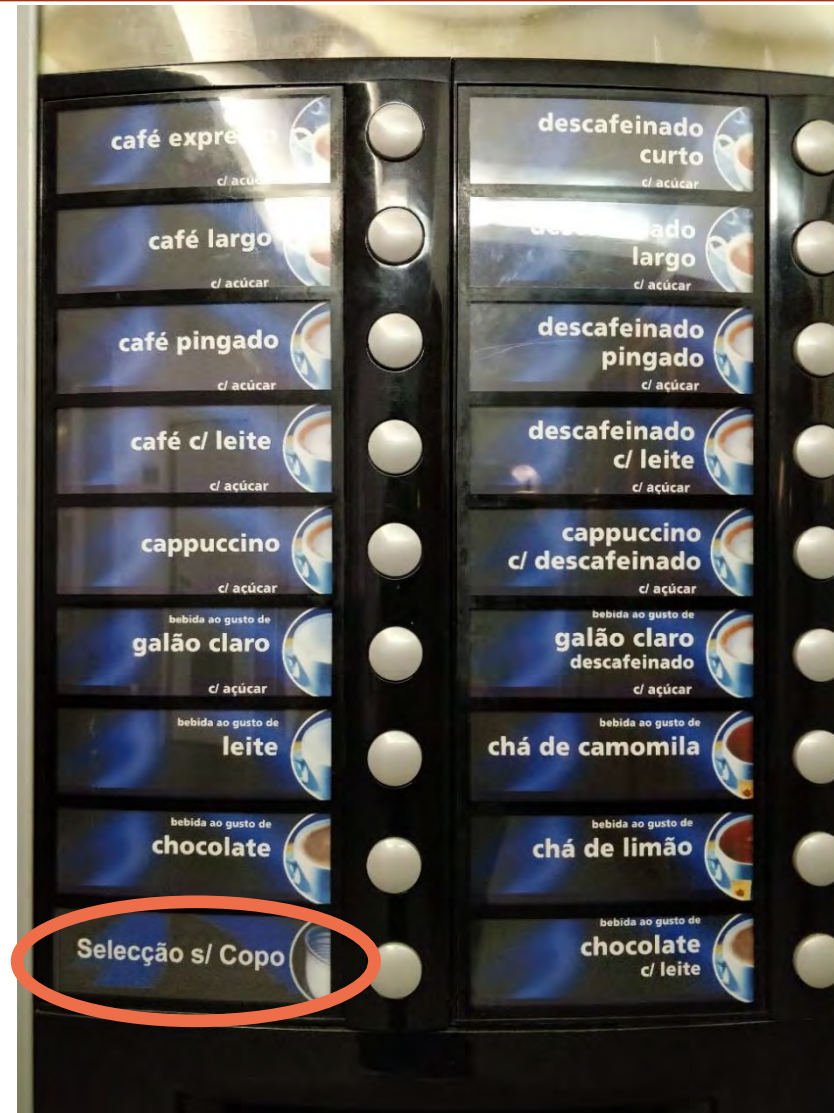 café
c/
café largo
c/ acúcar
café pingado
c/ acúcar
café c/ leite
c/ açúcar
cappuccino
c/ açúcar
bebida ao gusto de
galão claro
c/ açúcar
bebida ao gusto de
leite
bebida ao gusto de
chocolate
Selecção s/ Copo
descafeinado
curto
c/ acúcar
largo
c/ acúcar
descafeinado
pingado
c/ açúcar
descafeinado
c/ leite
c/ açúcar
cappuccino
c/ descafeinado
c/ açúcar
bebida ao gusto de
galão claro
descafeinado
c/ açúcar
bebida ao gusto de
chá de camomila
bebida ao gusto de
chá de limão
bebida ao gusto de
chocolate
c/ leite